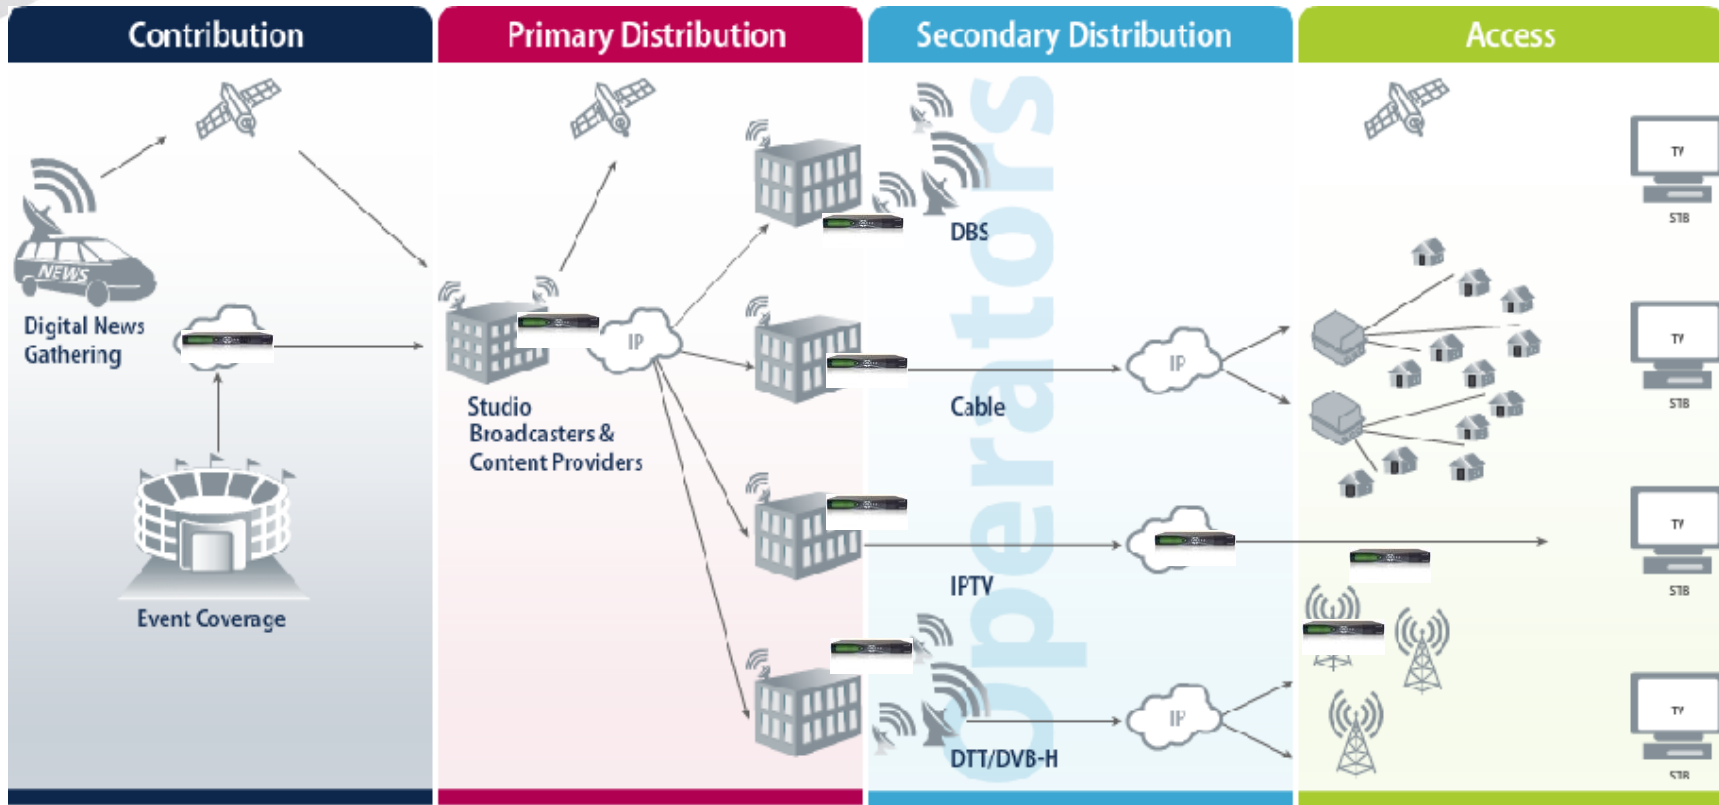 Contribution
Primary Distribution
Secondary Distribution
Access
operators
NEWS
Digital News
Gathering
Event Coverage
Studio
Broadcasters &
Content Providers
IP
DBS
Cable
IP
IPTV
DTT/DVB-H
IP
TV
STB
TV
STB
TV
STB
TV
STB